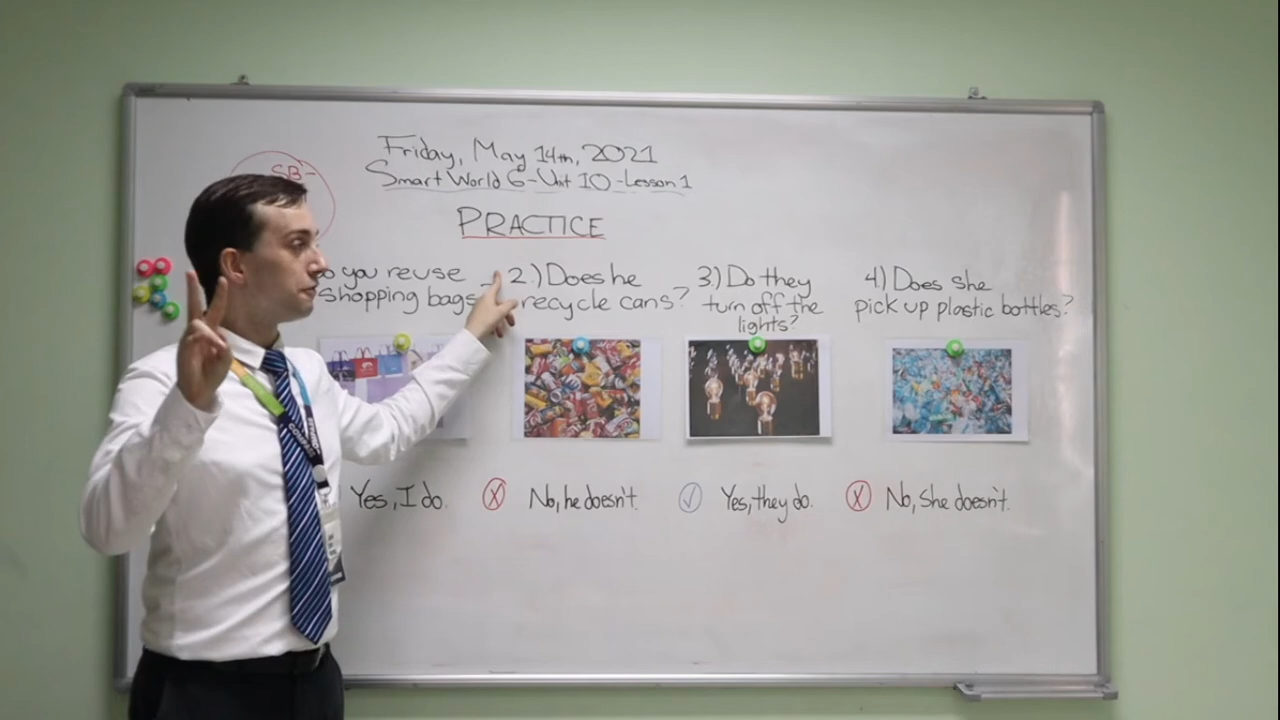 SB-
Friday, May 14th, 2021
Smart World 6-Unit 10-Lesson 1
PRACTICE
you reuse
shopping bags
2.) Does he
recycle cans?
3.) Do they
turn off the
lights?
4.) Does she
pick up plastic bottles?
Yes, I do.
X No, he doesn't.
✓ Yes, they do.
X No, She doesn't.